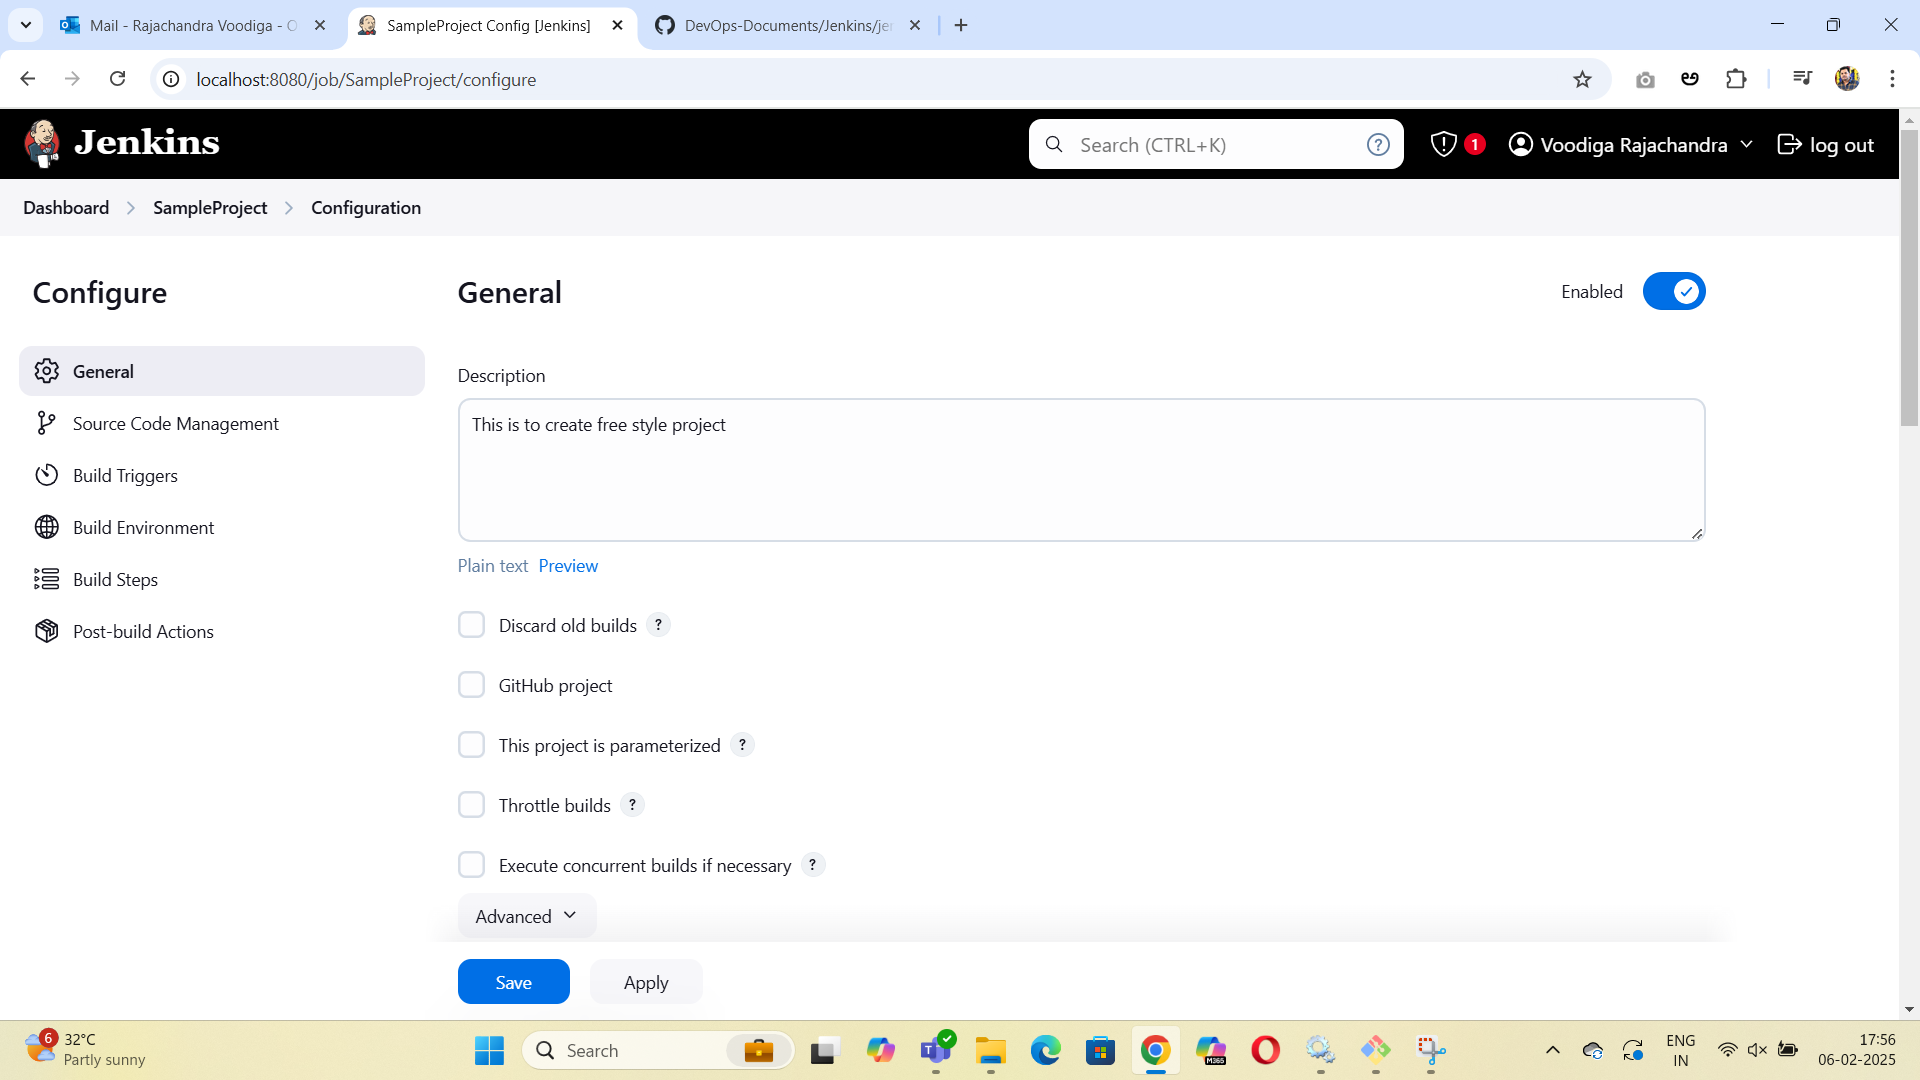 Mail - Rajachandra Voodiga - O
SampleProject Config [Jenkins]
DevOps-Documents/Jenkins/jen
localhost:8080/job/SampleProject/configure
Jenkins
Search (CTRL+K)
?
1
Voodiga Rajachandra
log out
Dashboard
SampleProject
Configuration
Configure
General
Source Code Management
Build Triggers
Build Environment
Build Steps
Post-build Actions
General
Enabled
Description
This is to create free style project
Plain text Preview
Discard old builds ?
GitHub project
This project is parameterized ?
Throttle builds ?
Execute concurrent builds if necessary ?
Advanced
Save
Apply
6
32°C
Partly sunny
Search
M365
ENG
IN
17:56
06-02-2025